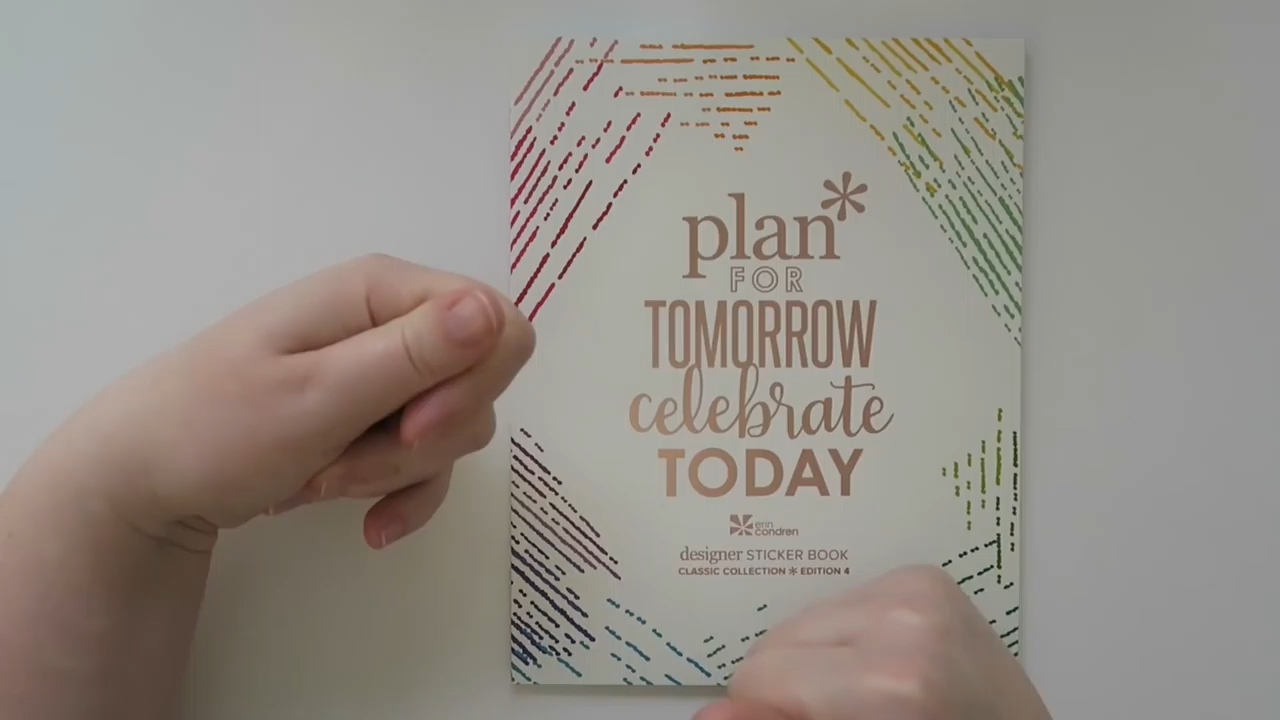 plan*
FOR
TOMORROW
celebrate
TODAY
erin
condren
designer STICKER BOOK
CLASSIC COLLECTION * EDITION 4